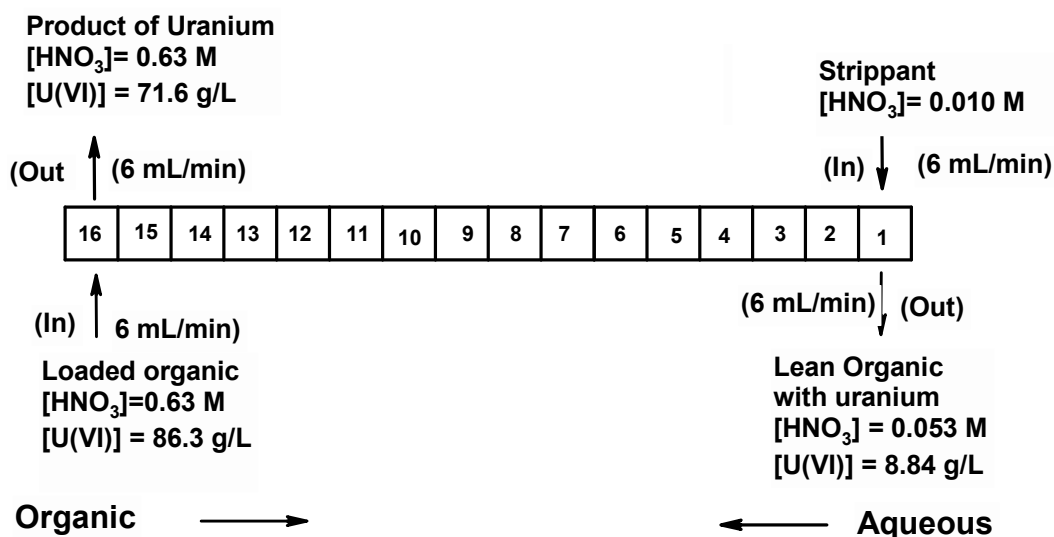 Product of Uranium
[HNO₃]= 0.63 M
[U(VI)] = 71.6 g/L
Strippant
[HNO₃]= 0.010 M
(Out
(6 mL/min)
(In)
(6 mL/min)
16 15 14 13 12 11 10 9 8 7 6 5 4 3 2 1
(In)
6 mL/min)
(6 mL/min)
(Out)
Loaded organic
[HNO₃]=0.63 M
[U(VI)] = 86.3 g/L
Lean Organic
with uranium
[HNO₃] = 0.053 M
[U(VI)] = 8.84 g/L
Organic
Aqueous